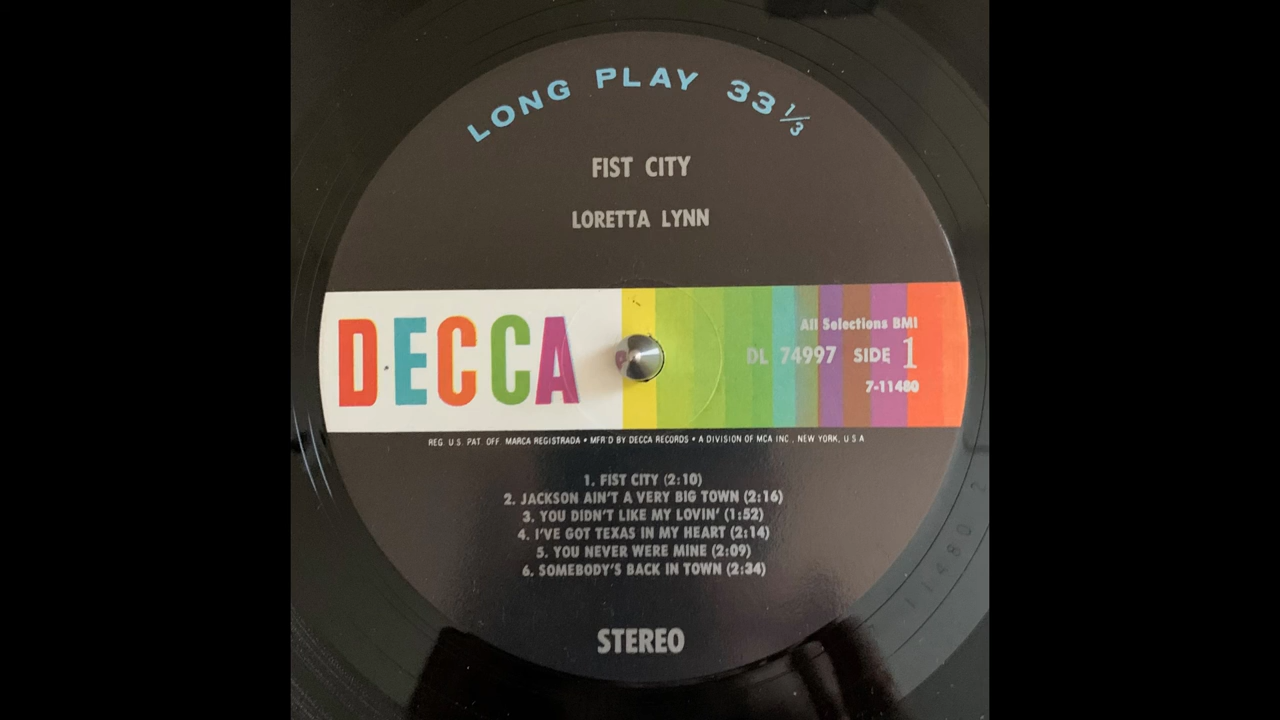 LONG PLAY 33 1/3
FIST CITY
LORETTA LYNN
DECCA
All Selections BMI
DL 74997 SIDE 1
7-11480
REG. U.S. PAT. OFF. MARCA REGISTRADA • MFR'D BY DECCA RECORDS • A DIVISION OF MCA INC., NEW YORK, U.S.A
1. FIST CITY (2:10)
2. JACKSON AIN'T A VERY BIG TOWN (2:16)
3. YOU DIDN'T LIKE MY LOVIN' (1:52)
4. I'VE GOT TEXAS IN MY HEART (2:14)
5. YOU NEVER WERE MINE (2:09)
6. SOMEBODY'S BACK IN TOWN (2:34)
STEREO
11480 2